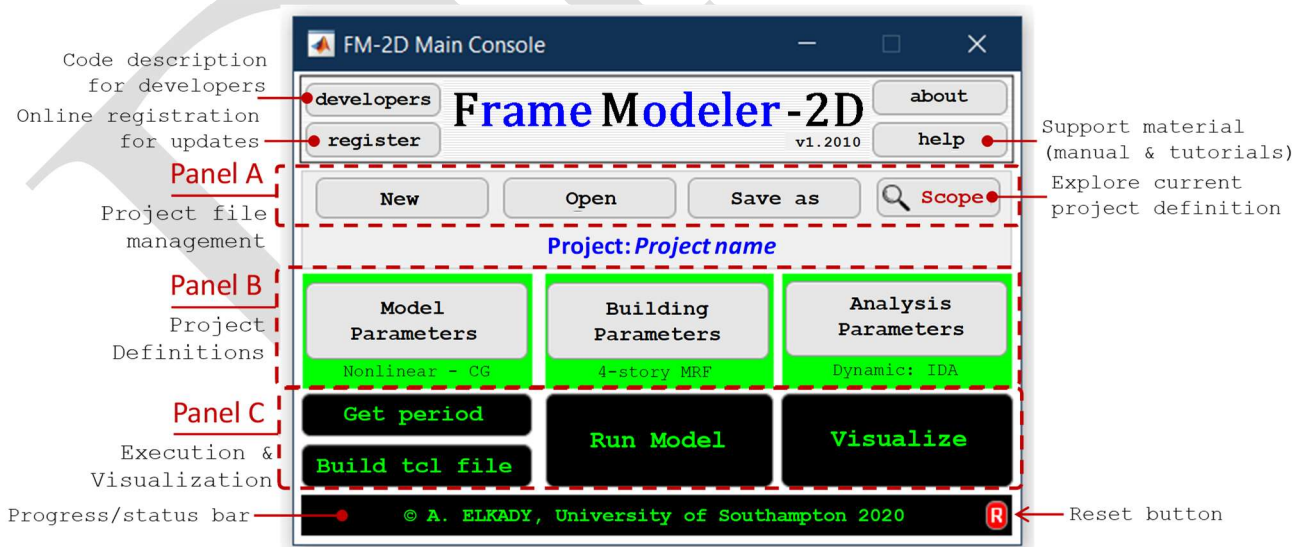 FM-2D Main Console
Code description
for developers
Online registration
for updates
developers
register
Frame Modeler-2D
v1.2010
about
help
Support material
(manual & tutorials)
Panel A
Project file
management
New
Open
Save as
Scope
Explore current
project definition
Project: Project name
Panel B
Project
Definitions
Model
Parameters
Nonlinear - CG
Building
Parameters
4-story MRF
Analysis
Parameters
Dynamic: IDA
Panel C
Execution &
Visualization
Get period
Build tcl file
Run Model
Visualize
Progress/status bar
© A. ELKADY, University of Southampton 2020
R
Reset button